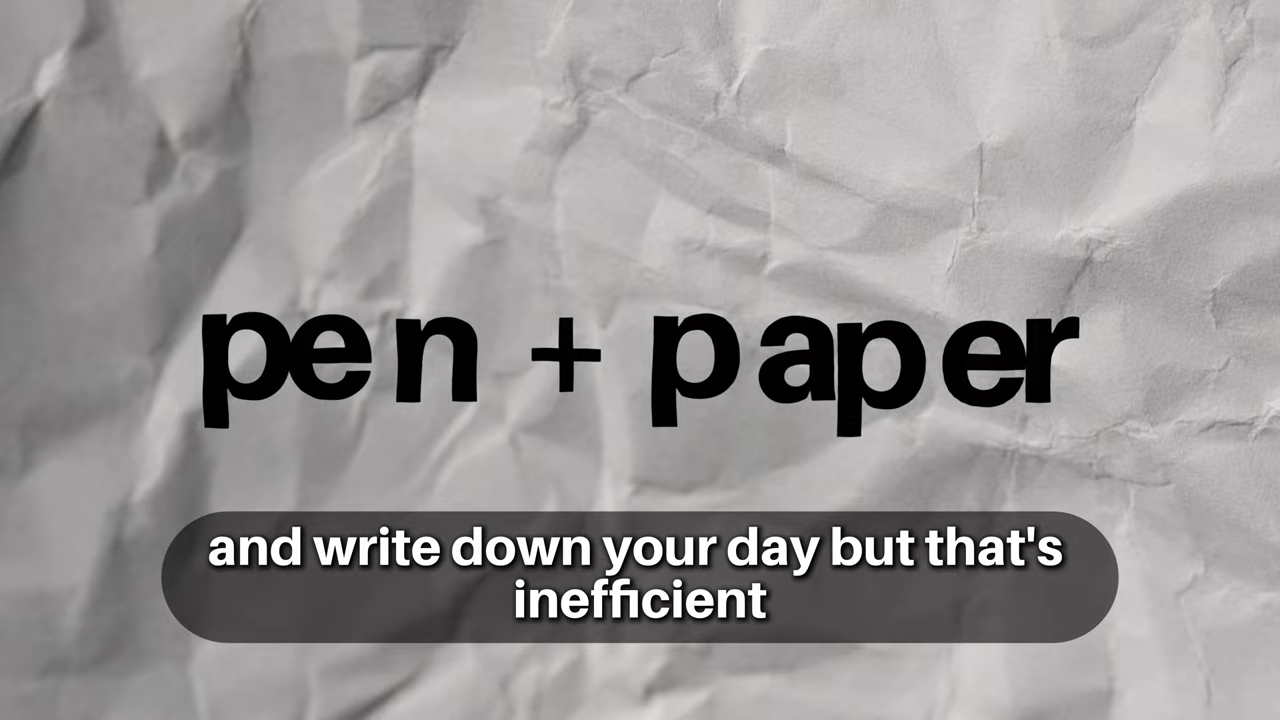 pen + paper
and write down your day but that's
inefficient